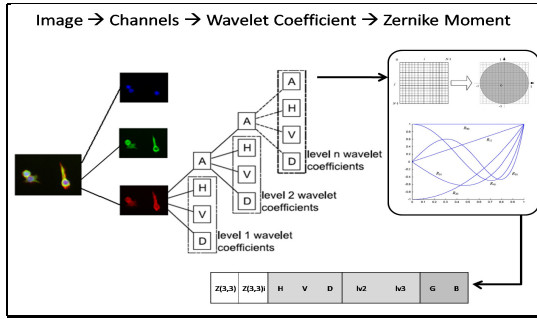 Image → Channels → Wavelet Coefficient → Zernike Moment
A
H
V
D
level n wavelet
coefficients
A
H
V
D
level 2 wavelet
coefficients
A
H
V
D
level 1 wavelet
coefficients
Z(3,3) Z(3,3)i H V D lv2 lv3 G B